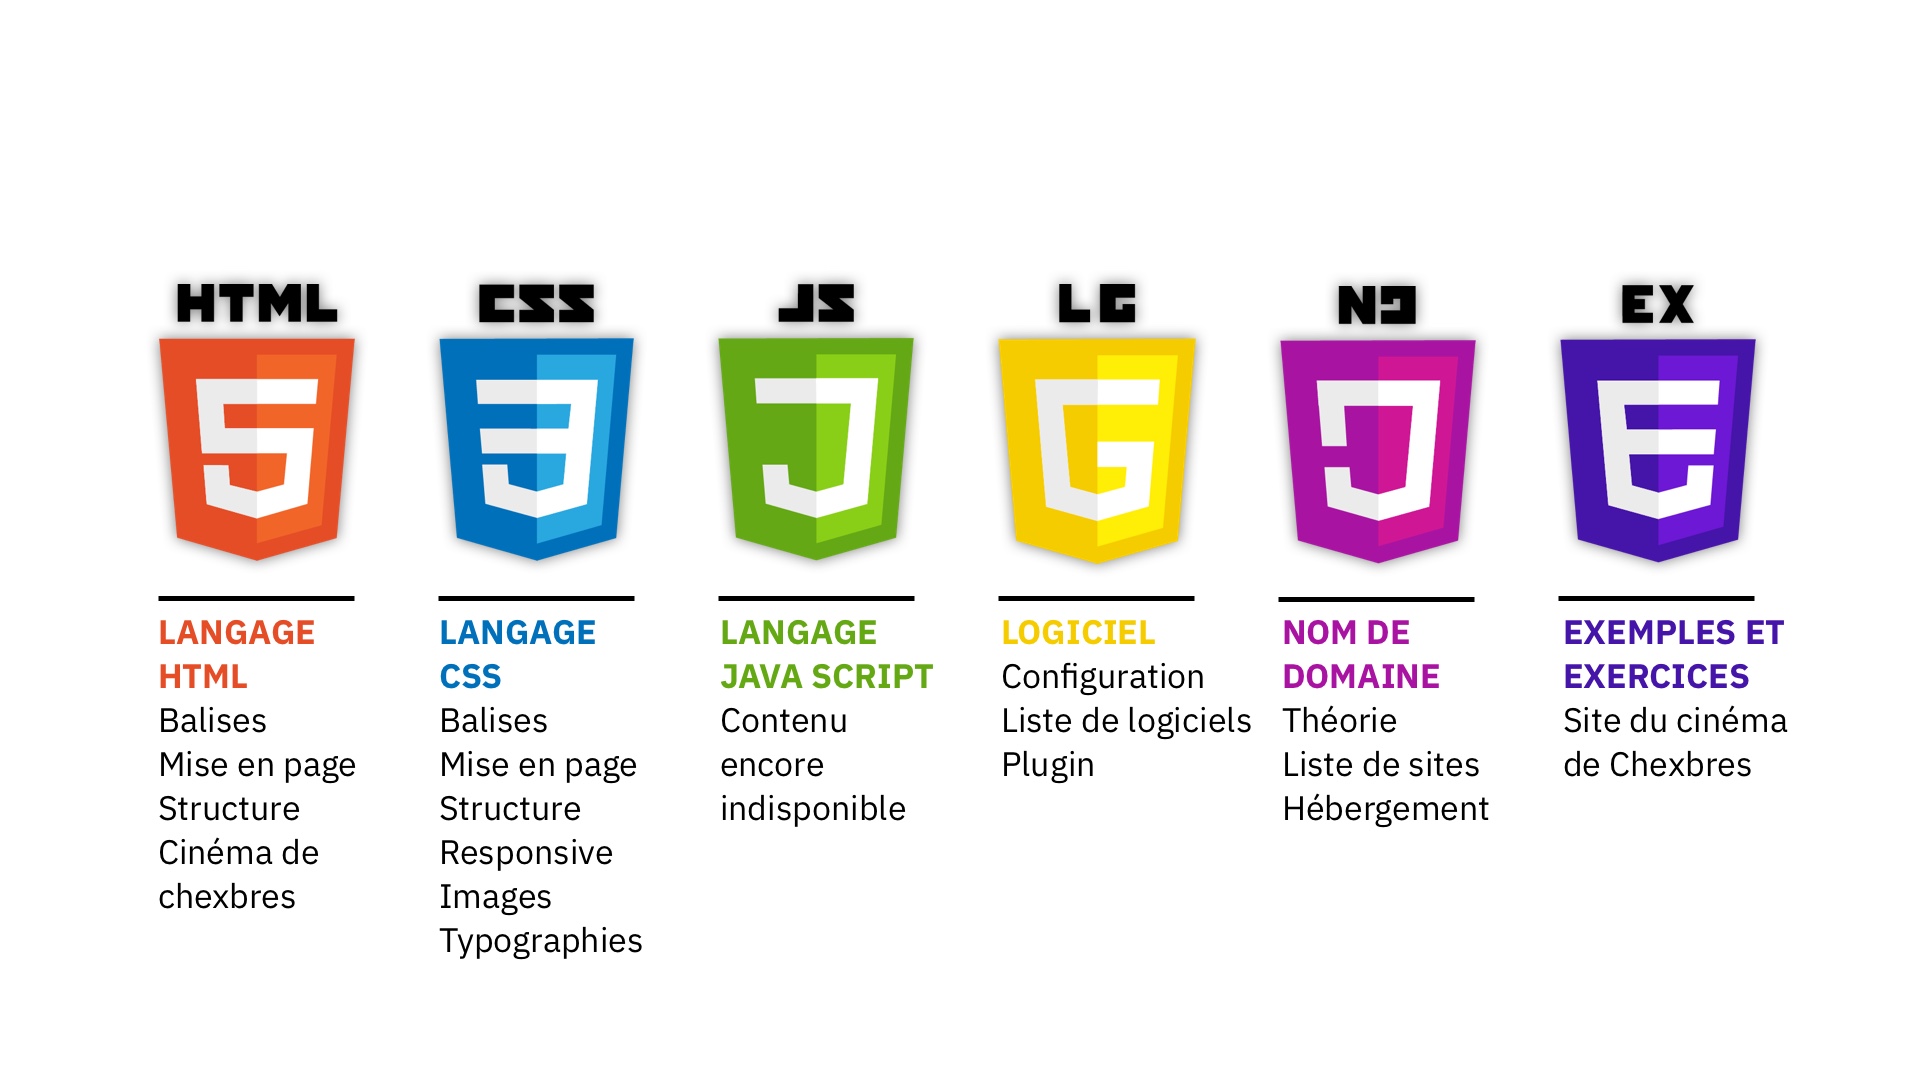 HTML
CSS
JS
LG
ND
EX
5
3
J
G
D
E
LANGAGE
HTML
Balises
Mise en page
Structure
Cinéma de
chexbres
LANGAGE
CSS
Balises
Mise en page
Structure
Responsive
Images
Typographies
LANGAGE
JAVA SCRIPT
Contenu
encore
indisponible
LOGICIEL
Configuration
Liste de logiciels
Plugin
NOM DE
DOMAINE
Théorie
Liste de sites
Hébergement
EXEMPLES ET
EXERCICES
Site du cinéma
de Chexbres